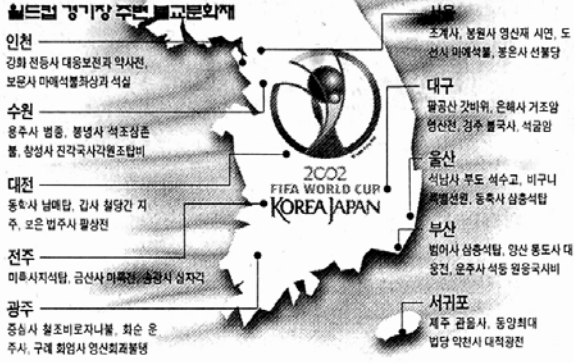 월드컵 경기장 주변 불교문화재
인천
강화 전등사 대웅보전과 약사전,
보문사 마애석불좌상과 석실
수원
용주사 범종, 봉녕사 석조삼존
불, 창성사 진각국사각원조탑비
대전
동학사 남매탑, 갑사 철당간 지
주, 보은 법주사 팔상전
전주
미륵사지석탑, 금산사 미륵전, 송광사 십자각
광주
증심사 철조비로자나불, 화순 운
주사, 구례 화엄사 영산회괘불탱
2002
FIFA WORLD CUP
KOREA JAPAN
서울
조계사, 봉원사 영산재 시연, 도
선사 마애석불, 봉은사 선불당
대구
팔공산 갓바위, 은해사 거조암
영산전, 경주 불국사, 석굴암
울산
석남사 부도 석수고, 비구니
특별선원, 동축사 삼층석탑
부산
범어사 삼층석탑, 양산 통도사 대
웅전, 운주사 석등 원응국사비
서귀포
제주 관음사, 동양최대
법당 약천사 대적광전